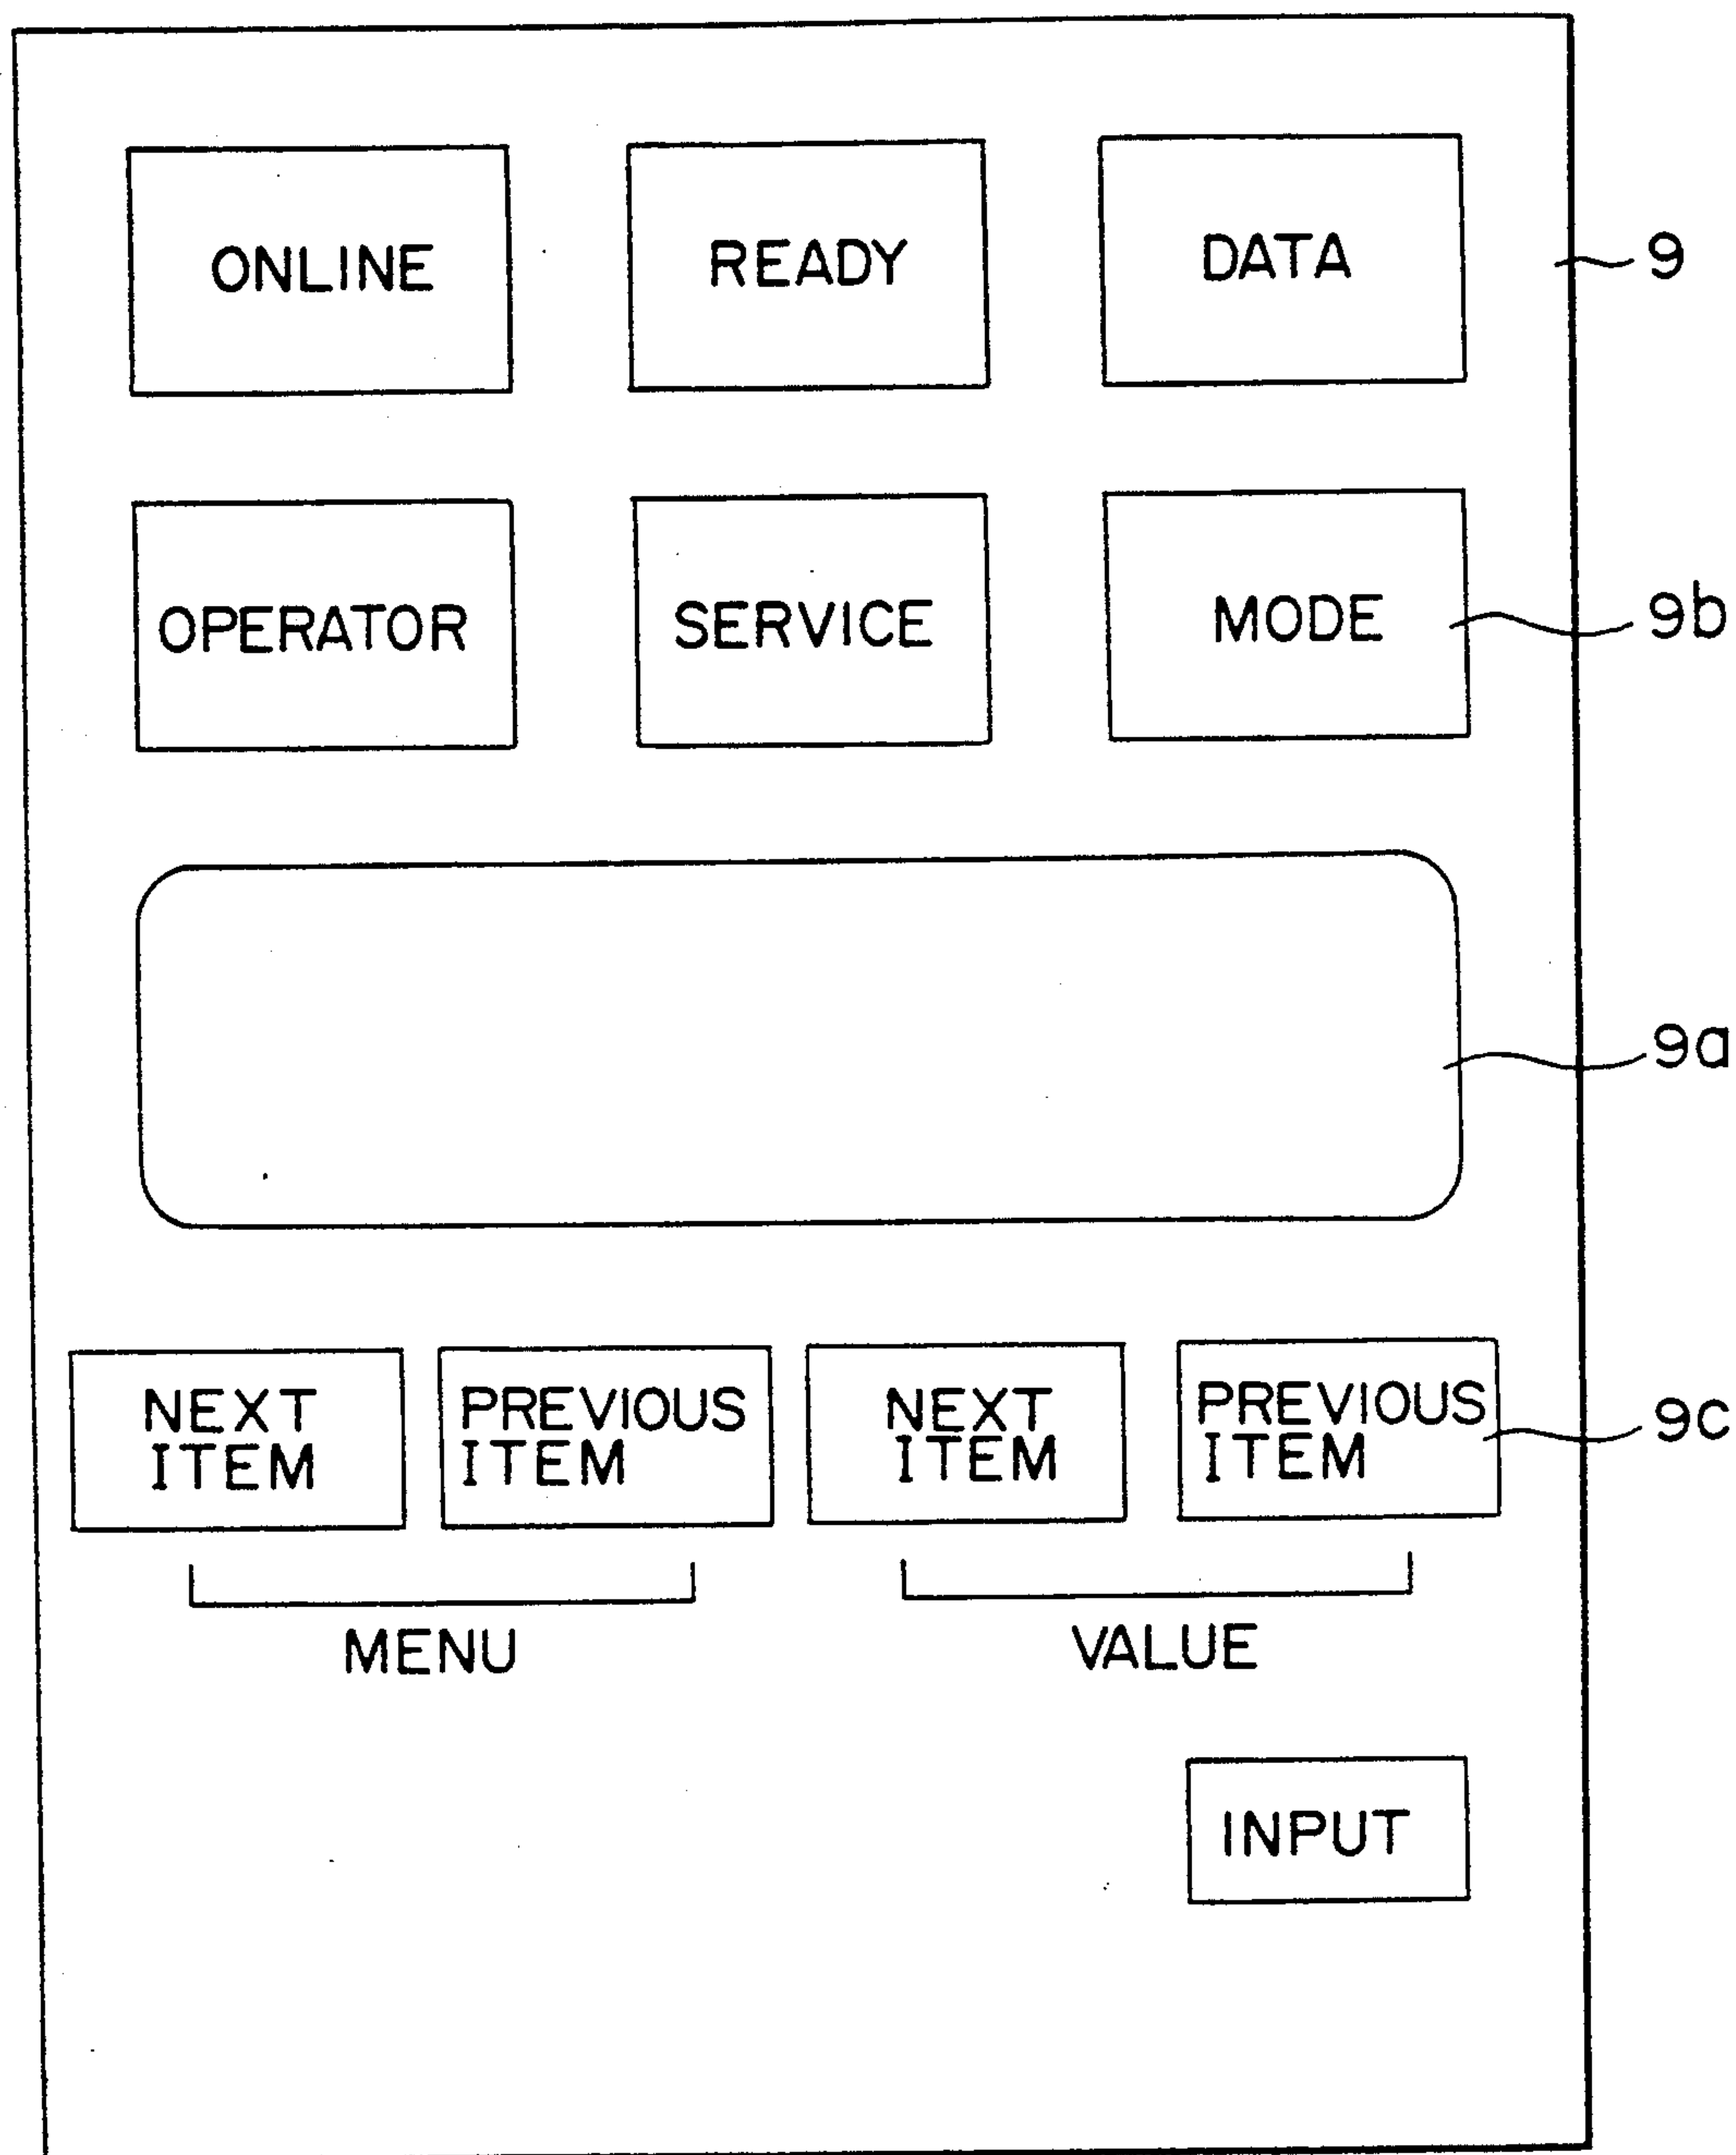 ONLINE READY DATA 9
OPERATOR SERVICE MODE 9b
9a
NEXT ITEM
PREVIOUS ITEM
NEXT ITEM
PREVIOUS ITEM
9c
MENU VALUE
INPUT